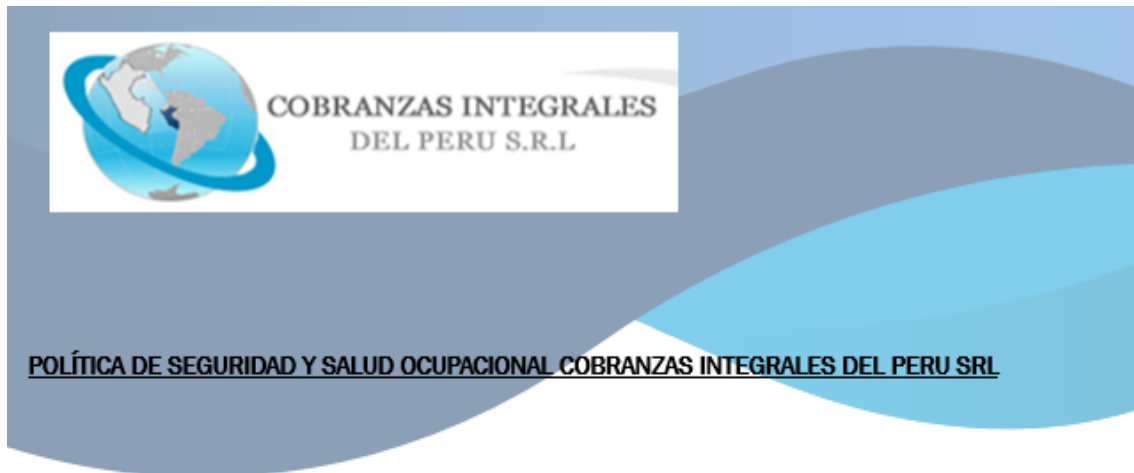 COBRANZAS INTEGRALES
DEL PERU S.R.L
POLÍTICA DE SEGURIDAD Y SALUD OCUPACIONAL COBRANZAS INTEGRALES DEL PERU SRL